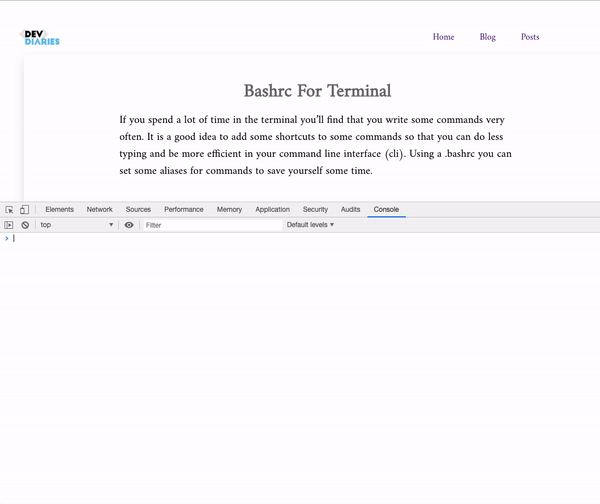 DEV
DIARIES
Home Blog Posts
Bashrc For Terminal
If you spend a lot of time in the terminal you'll find that you write some commands very
often. It is a good idea to add some shortcuts to some commands so that you can do less
typing and be more efficient in your command line interface (cli). Using a .bashrc you can
set some aliases for commands to save yourself some time.
Elements Network Sources Performance Memory Application Security Audits Console
top Filter Default levels